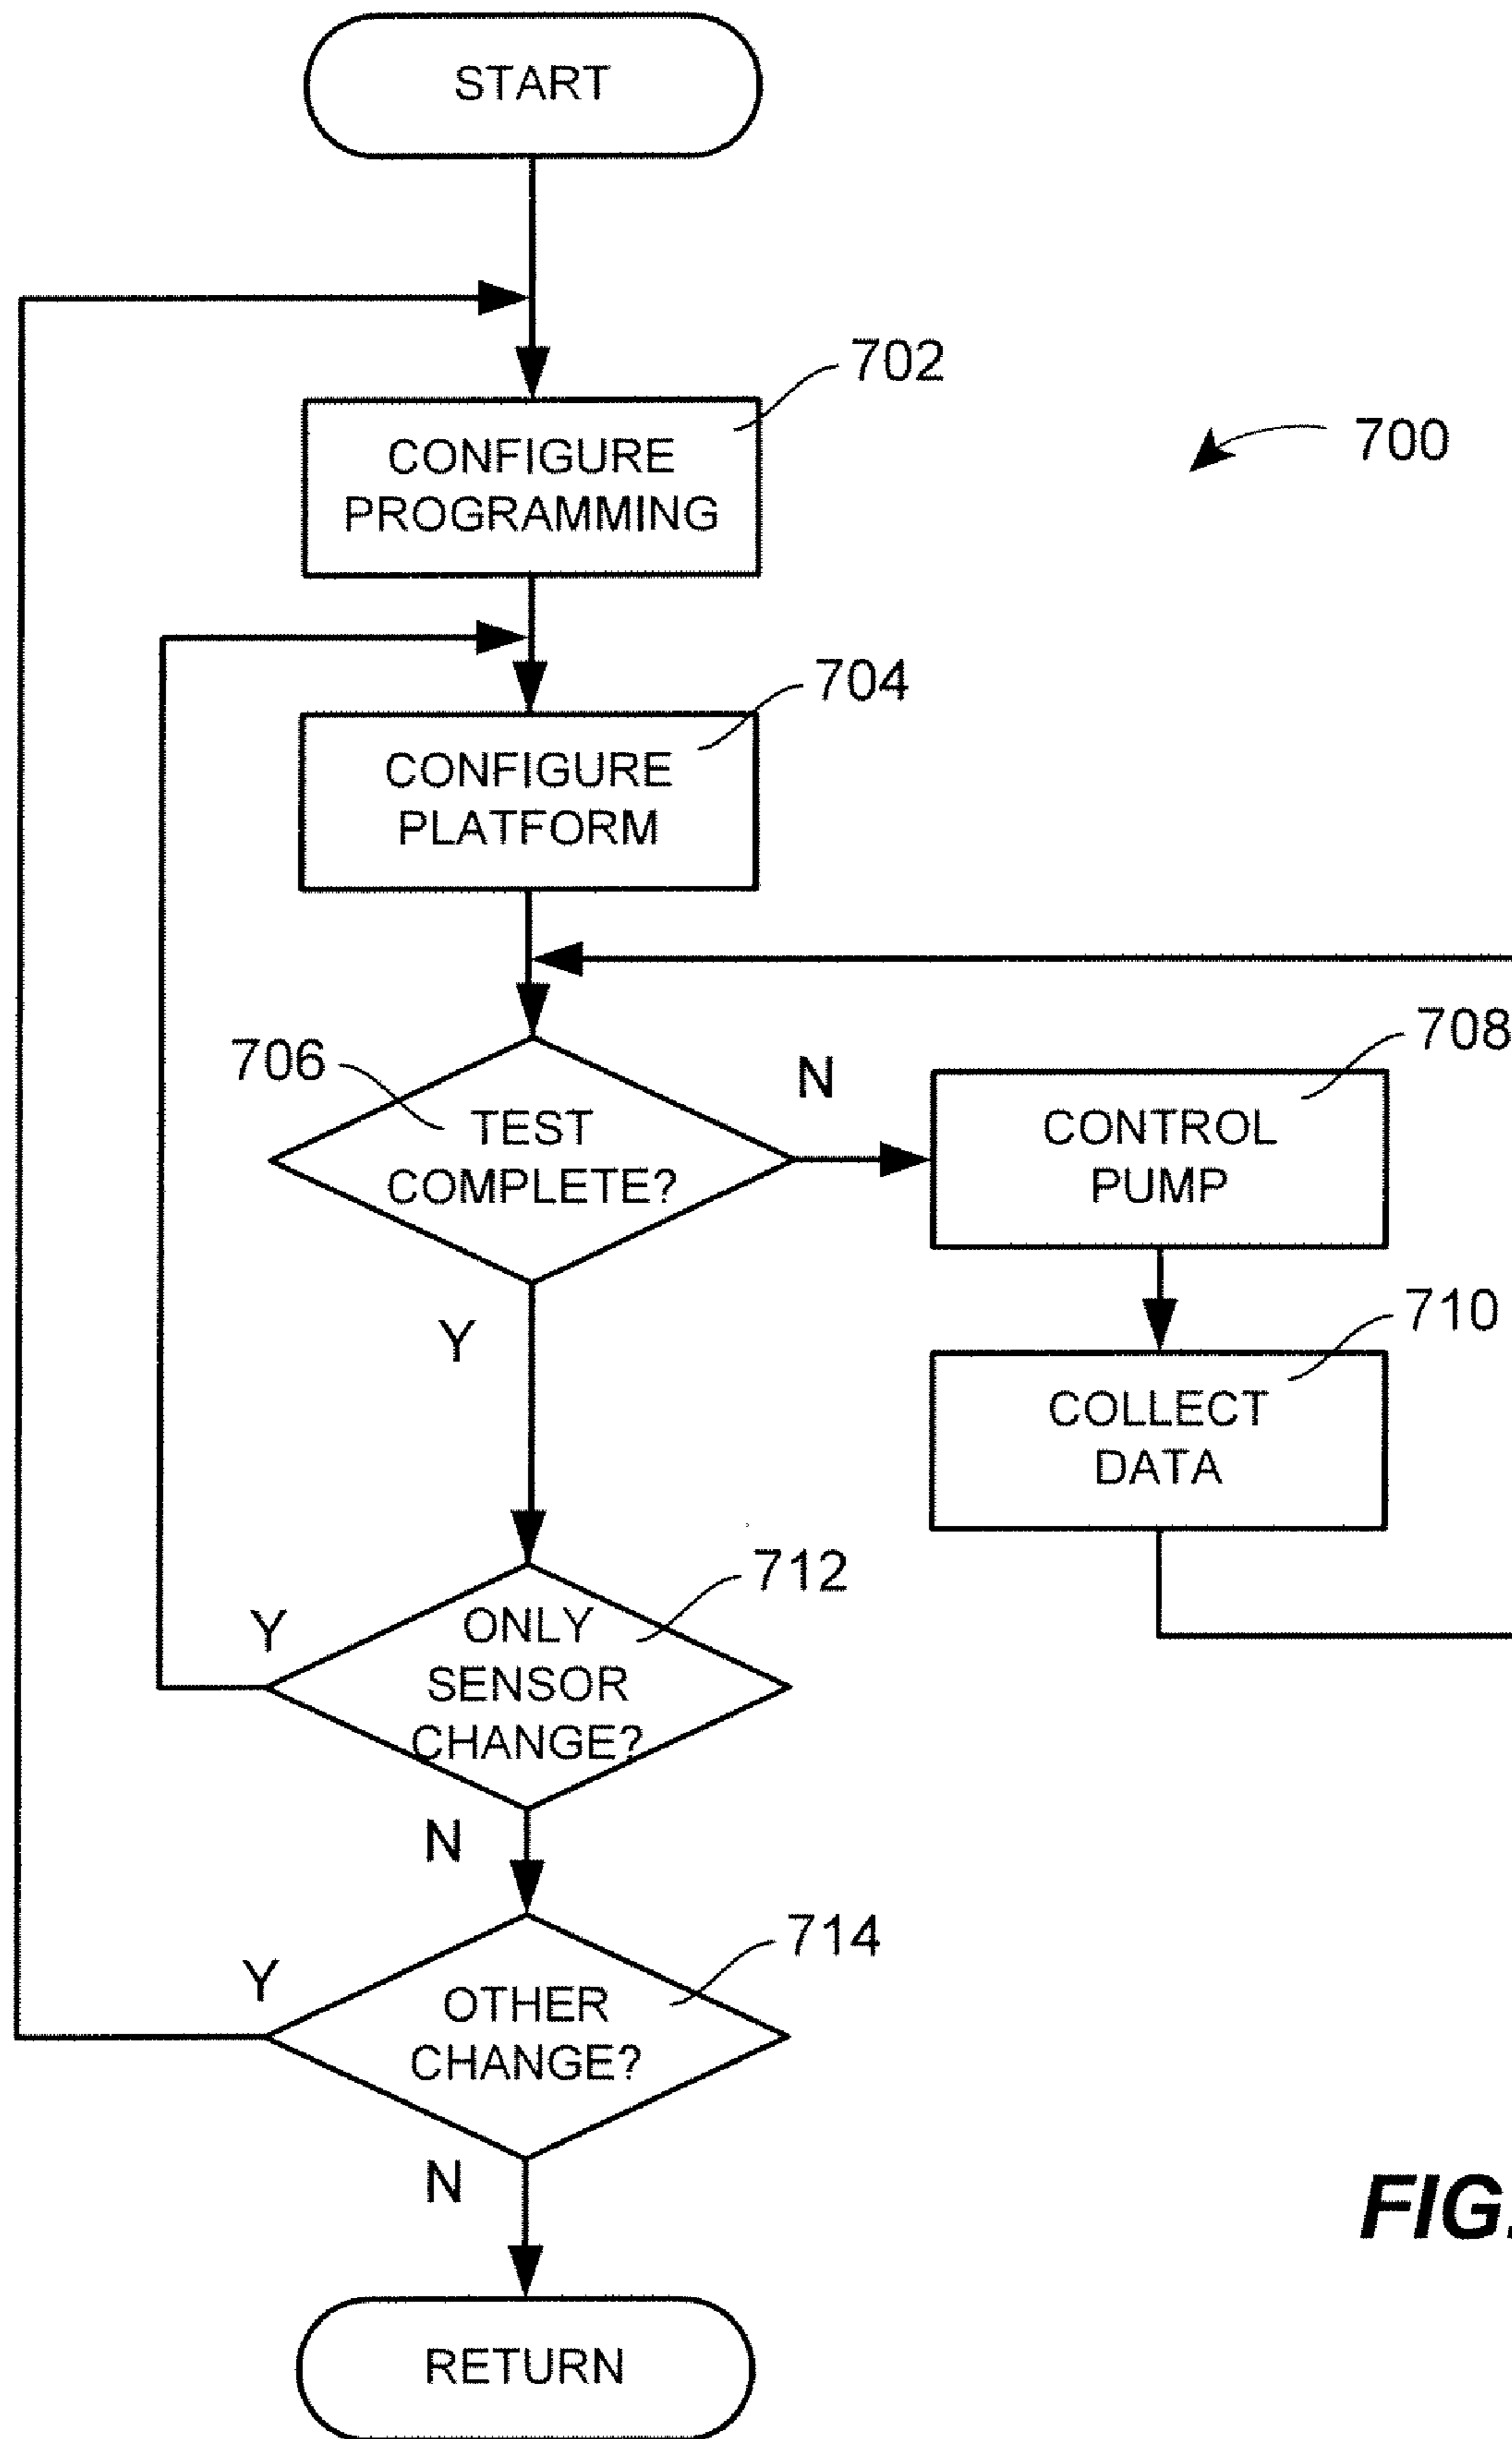 START
702
CONFIGURE
PROGRAMMING
700
704
CONFIGURE
PLATFORM
706
TEST
COMPLETE?
N
708
CONTROL
PUMP
Y
710
COLLECT
DATA
712
Y
ONLY
SENSOR
CHANGE?
N
714
Y
OTHER
CHANGE?
N
FIG.
RETURN